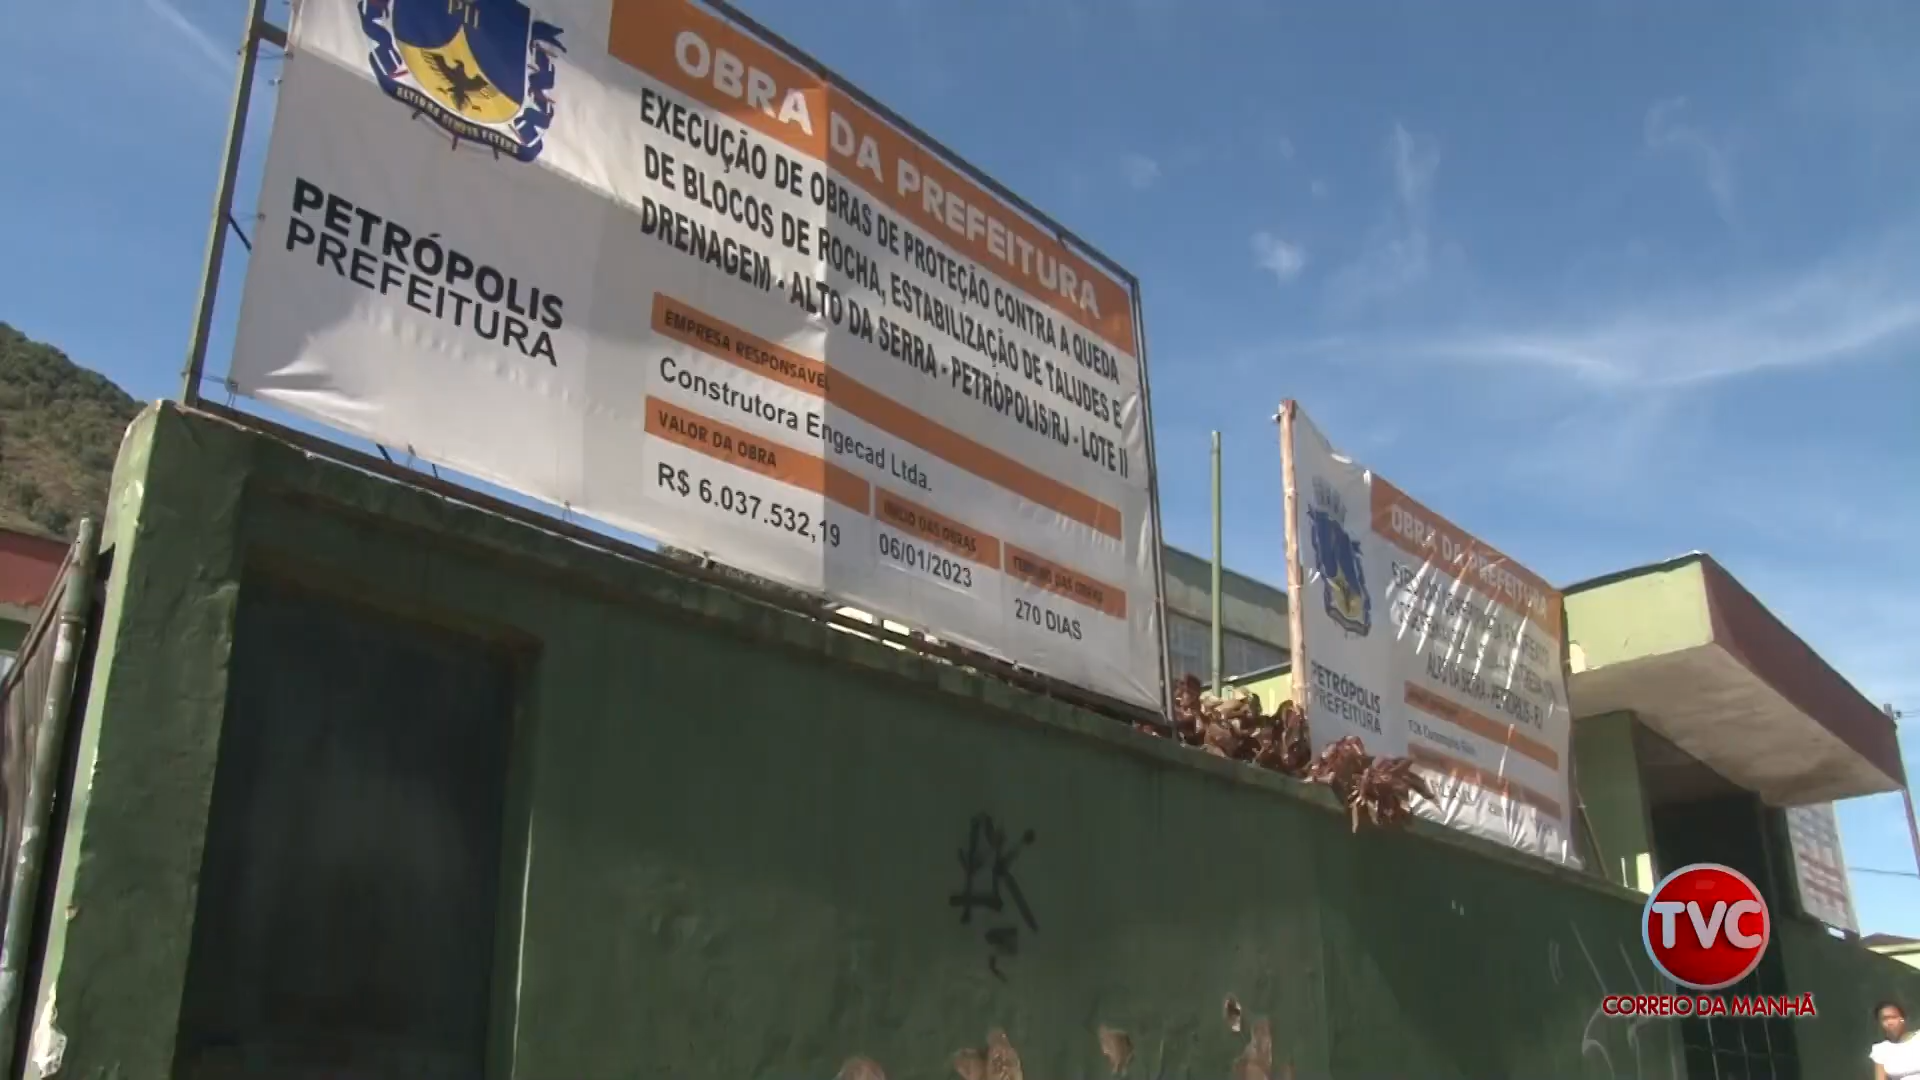 OBRA DA PREFEITURA
EXECUÇÃO DE OBRAS DE PROTEÇÃO CONTRA A QUEDA
DE BLOCOS DE ROCHA, ESTABILIZAÇÃO DE TALUDES E
DRENAGEM - ALTO DA SERRA - PETRÓPOLIS/RJ - LOTE II
PETRÓPOLIS
PREFEITURA
EMPRESA RESPONSÁVEL
Construtora Engecad Ltda.
VALOR DA OBRA
R$ 6.037.532,19
INÍCIO DAS OBRAS
06/01/2023
270 DIAS
OBRA DA PREFEITURA
ALTO DA SERRA - PETRÓPOLIS - RJ
PETRÓPOLIS
PREFEITURA
TVC
CORREIO DA MANHÃ